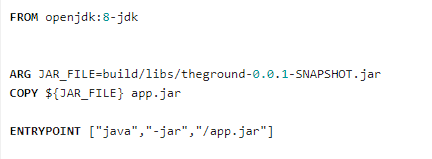 FROM openjdk:8-jdk
ARG JAR_FILE=build/libs/theground-0.0.1-SNAPSHOT.jar
COPY ${JAR_FILE} app.jar
ENTRYPOINT ["java","-jar","/app.jar"]